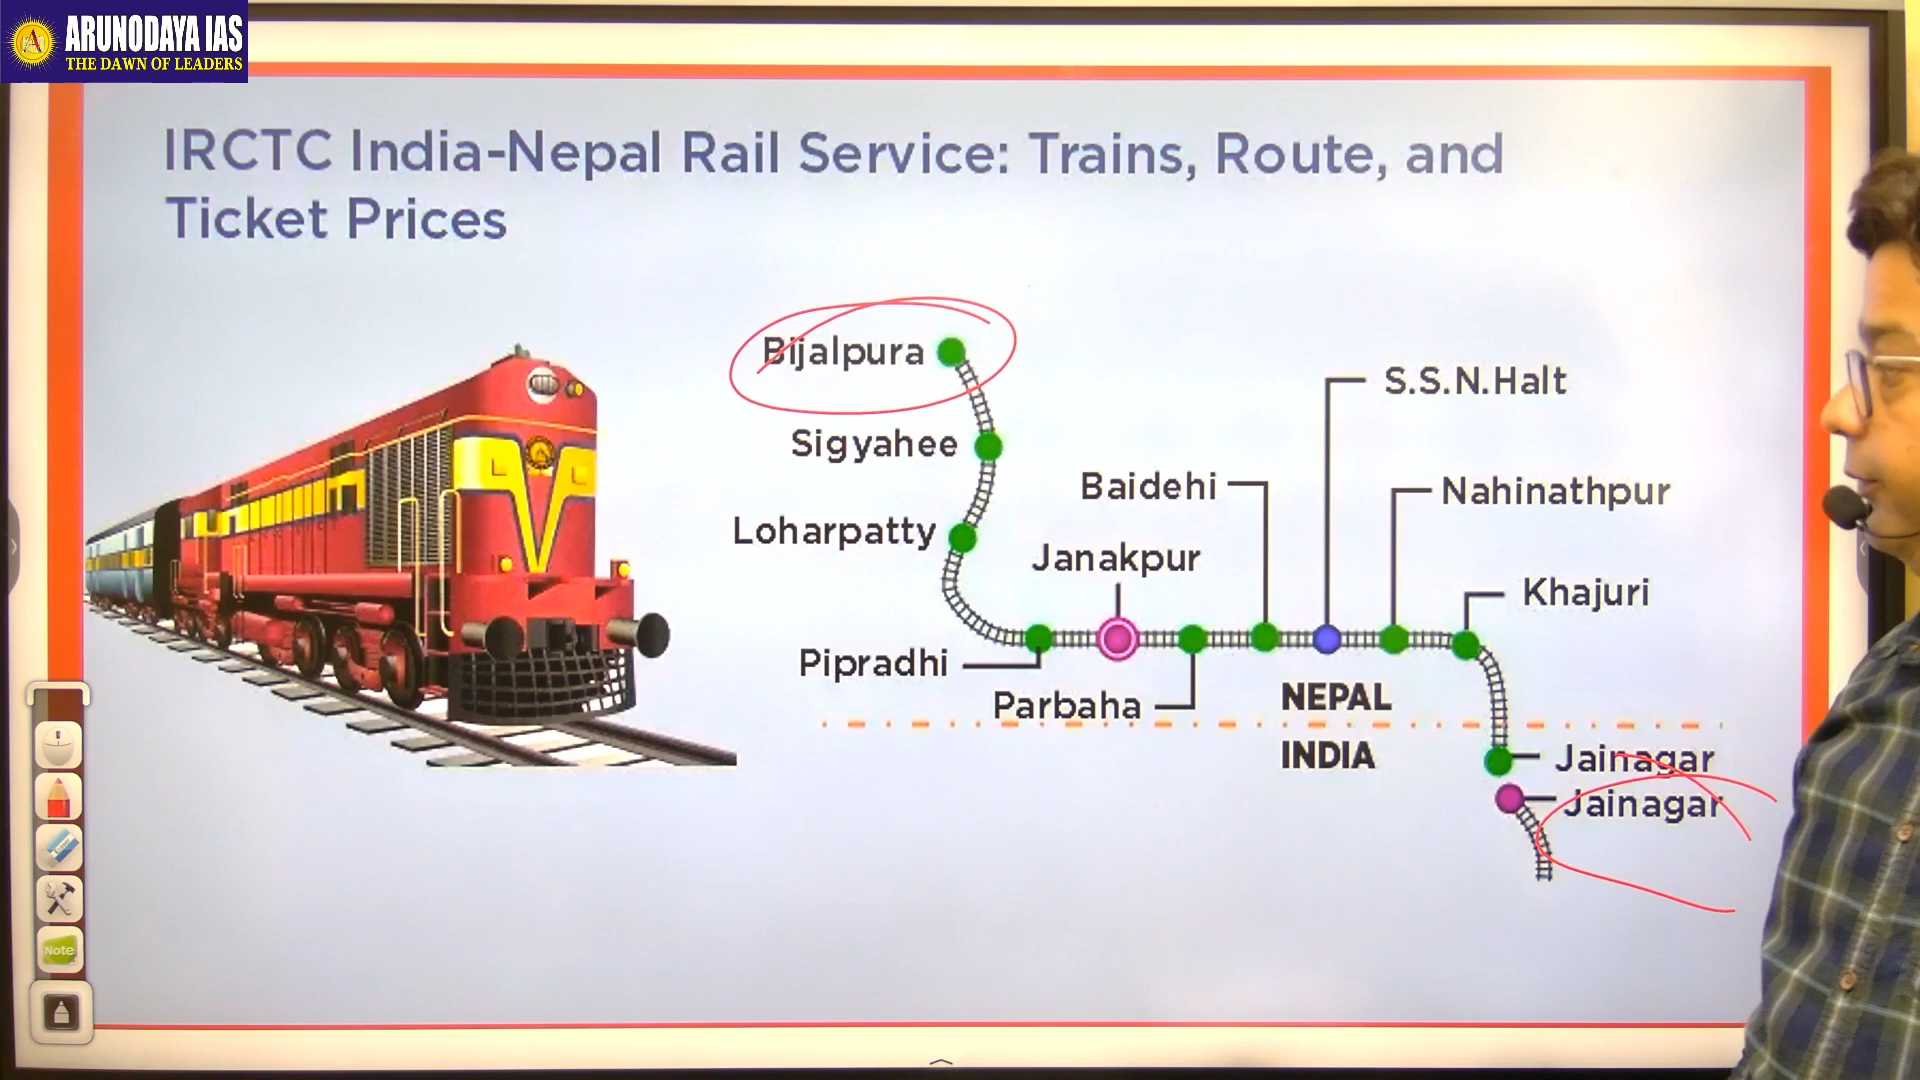 ARUNODAYA IAS
THE DAWN OF LEADERS
IRCTC India-Nepal Rail Service: Trains, Route, and
Ticket Prices
Bijalpura
S.S.N.Halt
Sigyahee
Baidehi
Nahinathpur
Loharpatty
Janakpur
Khajuri
Pipradhi
Parbaha
NEPAL
INDIA
Jainagar
Jainagar
Note